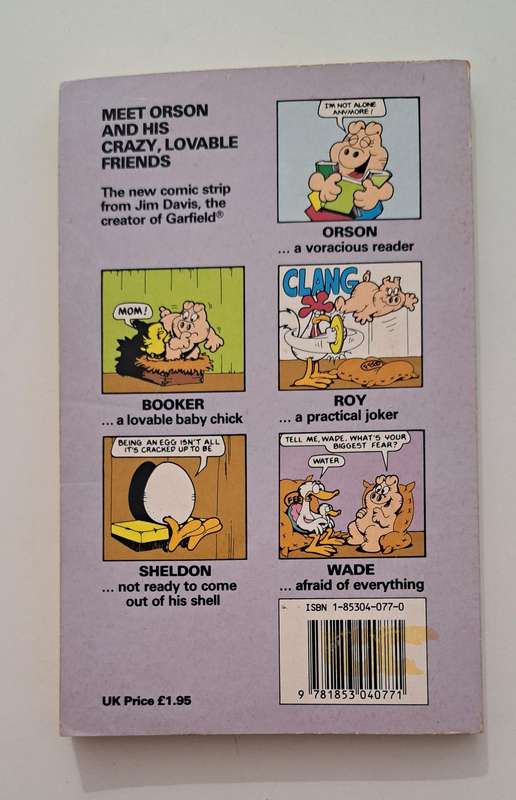 MEET ORSON
AND HIS
CRAZY, LOVABLE
FRIENDS
The new comic strip
from Jim Davis, the
creator of Garfield®
I'M NOT ALONE
ANYMORE!
ORSON
... a voracious reader
MOM!
BOOKER
... a lovable baby chick
CLANG
ROY
... a practical joker
BEING AN EGG ISN'T ALL
IT'S CRACKED UP TO BE
SHELDON
... not ready to come
out of his shell
TELL ME, WADE. WHAT'S YOUR
BIGGEST FEAR?
WATER
WADE
... afraid of everything
ISBN 1-85304-077-0
9 781853 040771
UK Price £1.95